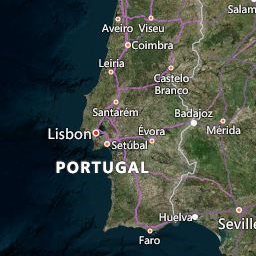 Salam
Aveiro Viseu
Coimbra
Leiria
Castelo
Branco
Santarém
Badajoz
Lisbon
Évora
Mérida
Setúbal
PORTUGAL
Huelva
Seville
Faro